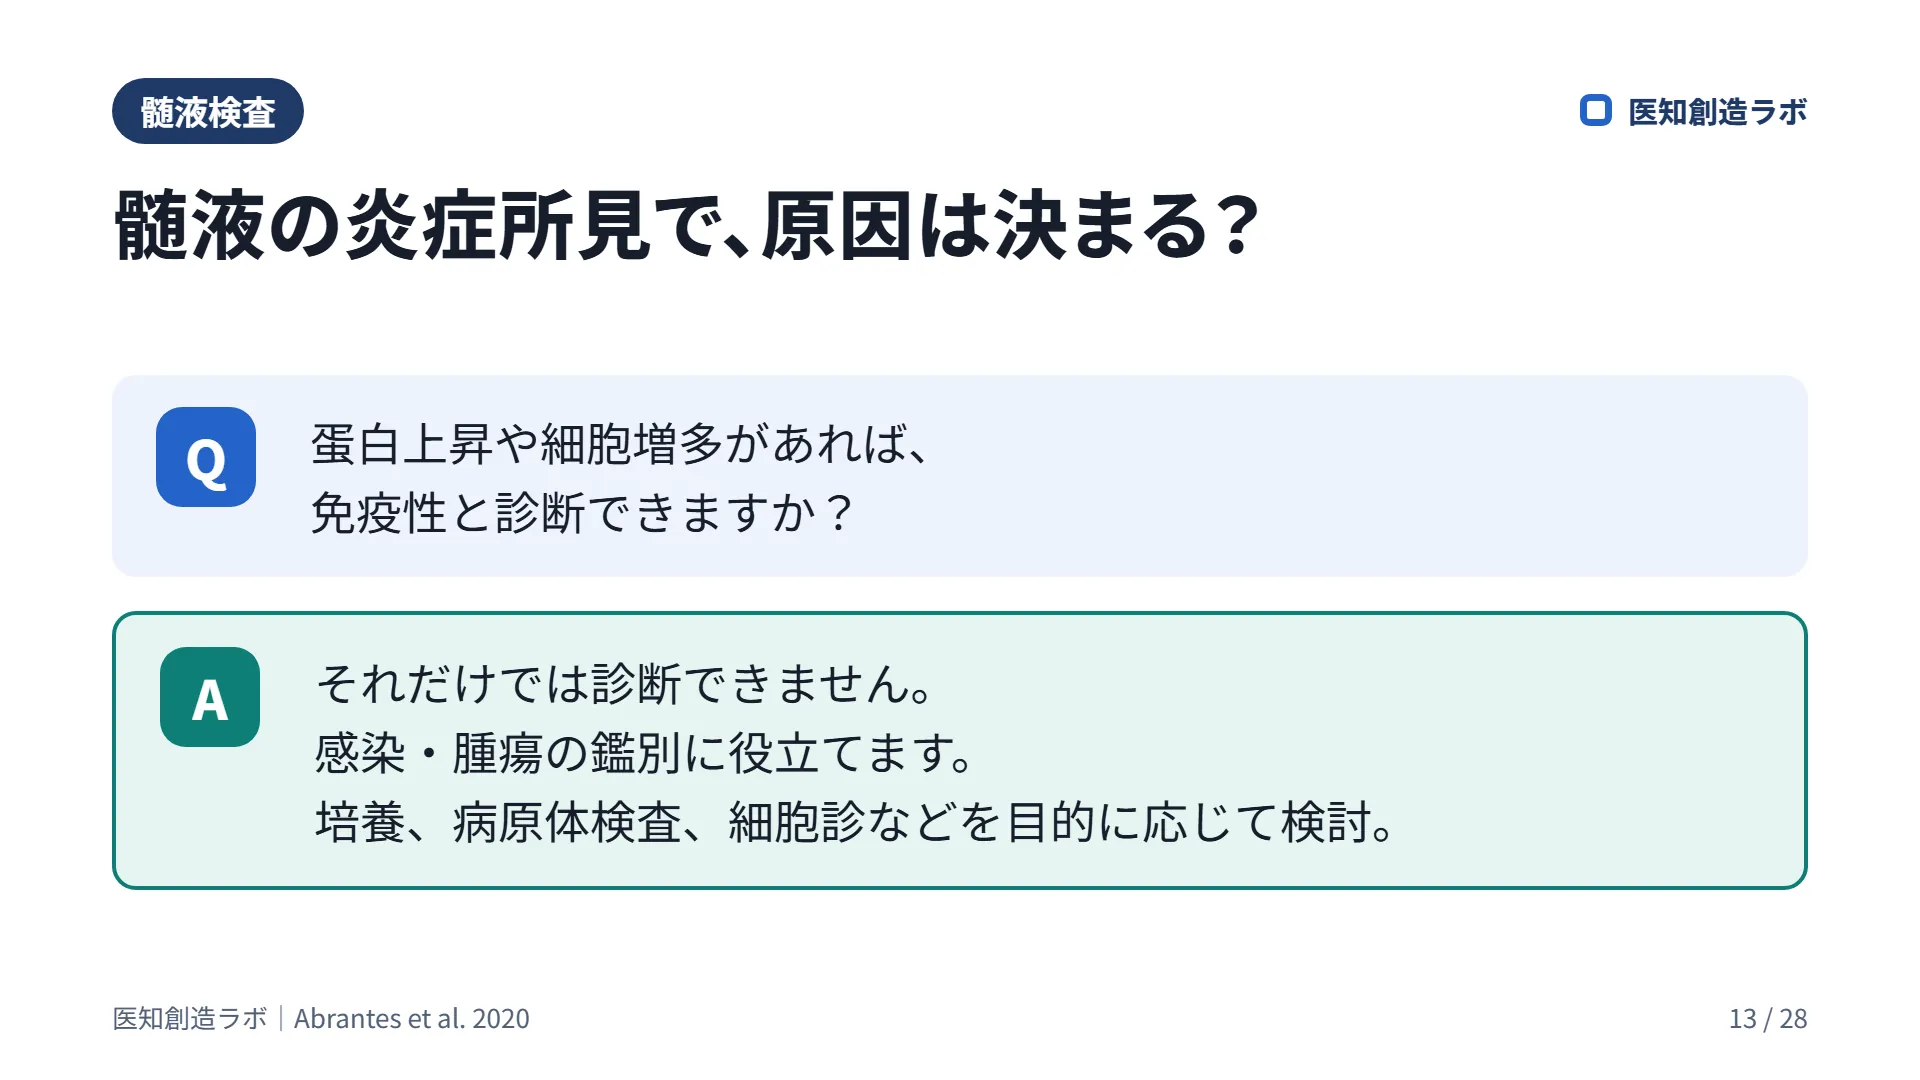 髄液検査
医知創造ラボ
髄液の炎症所見で、原因は決まる？
Q
蛋白上昇や細胞増多があれば、
免疫性と診断できますか？
A
それだけでは診断できません。
感染・腫瘍の鑑別に役立てます。
培養、病原体検査、細胞診などを目的に応じて検討。
医知創造ラボ｜Abrantes et al. 2020
13 / 28